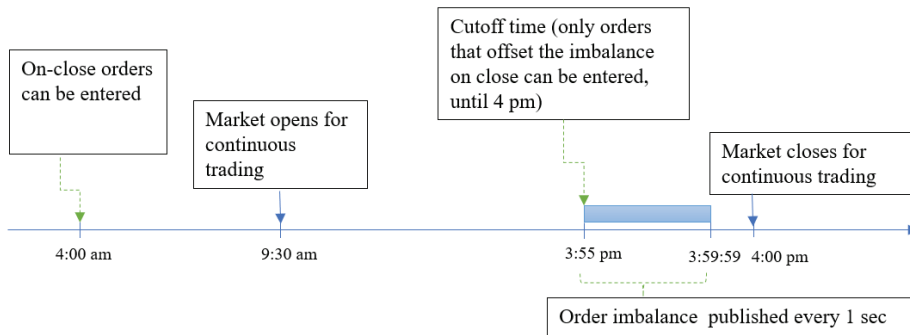 Cutoff time (only orders
that offset the imbalance
on close can be entered,
until 4 pm)
On-close orders
can be entered
Market opens for
continuous
trading
Market closes for
continuous trading
4:00 am
9:30 am
3:55 pm
3:59:59
4:00 pm
Order imbalance published every 1 sec